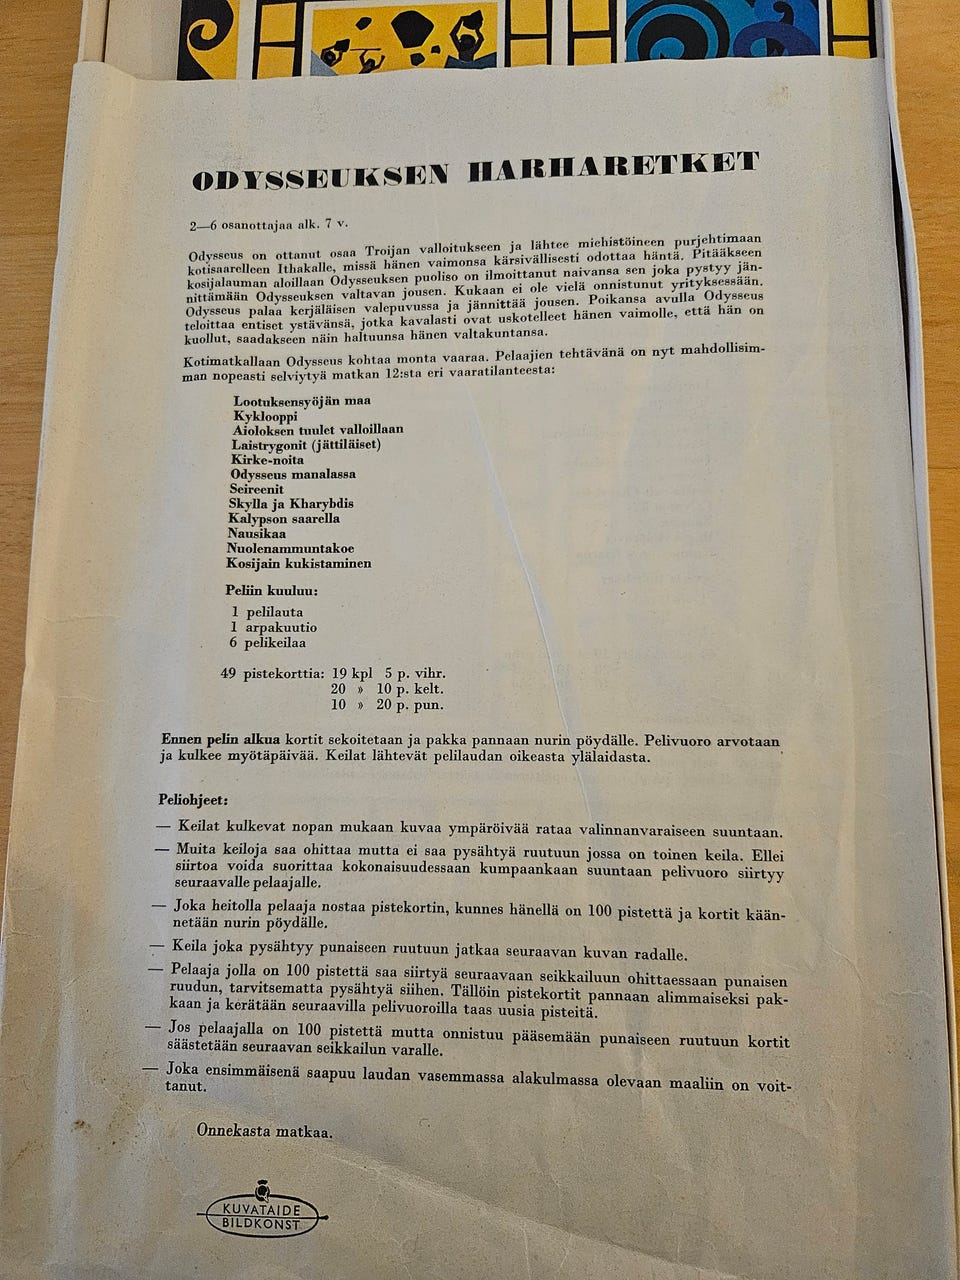 ODYSSEUKSEN HARHARETKET
2—6 osanottajaa alk. 7 v.
Odysseus on ottanut osaa Troijan valloitukseen ja lähtee miehistöineen purjehtimaan
kotisaarelleen Ithakalle, missä hänen vaimonsa kärsivällisesti odottaa häntä. Pitääkseen
kosijalauman aloillaan Odysseuksen puoliso on ilmoittanut naivansa sen joka pystyy jän-
nittämään Odysseuksen valtavan jousen. Kukaan ei ole vielä onnistunut yrityksessään.
Odysseus palaa kerjäläisen valepuvussa ja jännittää jousen. Poikansa avulla Odysseus
teloittaa entiset ystävänsä, jotka kavalasti ovat uskotelleet hänen vaimolle, että hän on
kuollut, saadakseen näin haltuunsa hänen valtakuntansa.
Kotimatkallaan Odysseus kohtaa monta vaaraa. Pelaajien tehtävänä on nyt mahdollisim-
man nopeasti selviytyä matkan 12:sta eri vaaratilanteesta:
Lootuksensyöjän maa
Kyklooppi
Aioloksen tuulet valloillaan
Laistrygonit (jättiläiset)
Kirke-noita
Odysseus manalassa
Seireenit
Skylla ja Kharybdis
Kalypson saarella
Nausikaa
Nuolenammuntakoe
Kosijain kukistaminen
Peliin kuuluu:
1 pelilauta
1 arpakuutio
6 pelikeilaa
49 pistekorttia: 19 kpl 5 p. vihr.
20 » 10 p. kelt.
10 » 20 p. pun.
Ennen pelin alkua kortit sekoitetaan ja pakka pannaan nurin pöydälle. Pelivuoro arvotaan
ja kulkee myötäpäivää. Keilat lähtevät pelilaudan oikeasta ylälaidasta.
Peliohjeet:
— Keilat kulkevat nopan mukaan kuvaa ympäröivää rataa valinnanvaraiseen suuntaan.
— Muita keiloja saa ohittaa mutta ei saa pysähtyä ruutuun jossa on toinen keila. Ellei
siirtoa voida suorittaa kokonaisuudessaan kumpaankaan suuntaan pelivuoro siirtyy
seuraavalle pelaajalle.
— Joka heitolla pelaaja nostaa pistekortin, kunnes hänellä on 100 pistettä ja kortit kään-
netään nurin pöydälle.
— Keila joka pysähtyy punaiseen ruutuun jatkaa seuraavan kuvan radalle.
— Pelaaja jolla on 100 pistettä saa siirtyä seuraavaan seikkailuun ohittaessaan punaisen
ruudun, tarvitsematta pysähtyä siihen. Tällöin pistekortit pannaan alimmaiseksi pak-
kaan ja kerätään seuraavilla pelivuoroilla taas uusia pisteitä.
— Jos pelaajalla on 100 pistettä mutta onnistuu pääsemään punaiseen ruutuun kortit
säästetään seuraavan seikkailun varalle.
— Joka ensimmäisenä saapuu laudan vasemmassa alakulmassa olevaan maaliin on voit-
tanut.
Onnekasta matkaa.
KUVATAIDE
BILDKONST